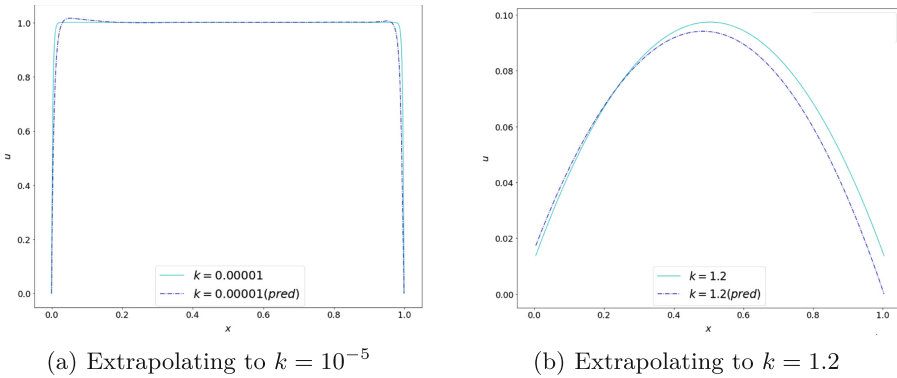 1.0
0.8
0.6
0.4
0.2
0.0
u
0.0 0.2 0.4 0.6 0.8 1.0
x
k = 0.00001
k = 0.00001(pred)
0.10
0.08
0.06
0.04
0.02
0.00
u
0.0 0.2 0.4 0.6 0.8 1.0
x
k = 1.2
k = 1.2(pred)
(a) Extrapolating to k = 10⁻⁵
(b) Extrapolating to k = 1.2